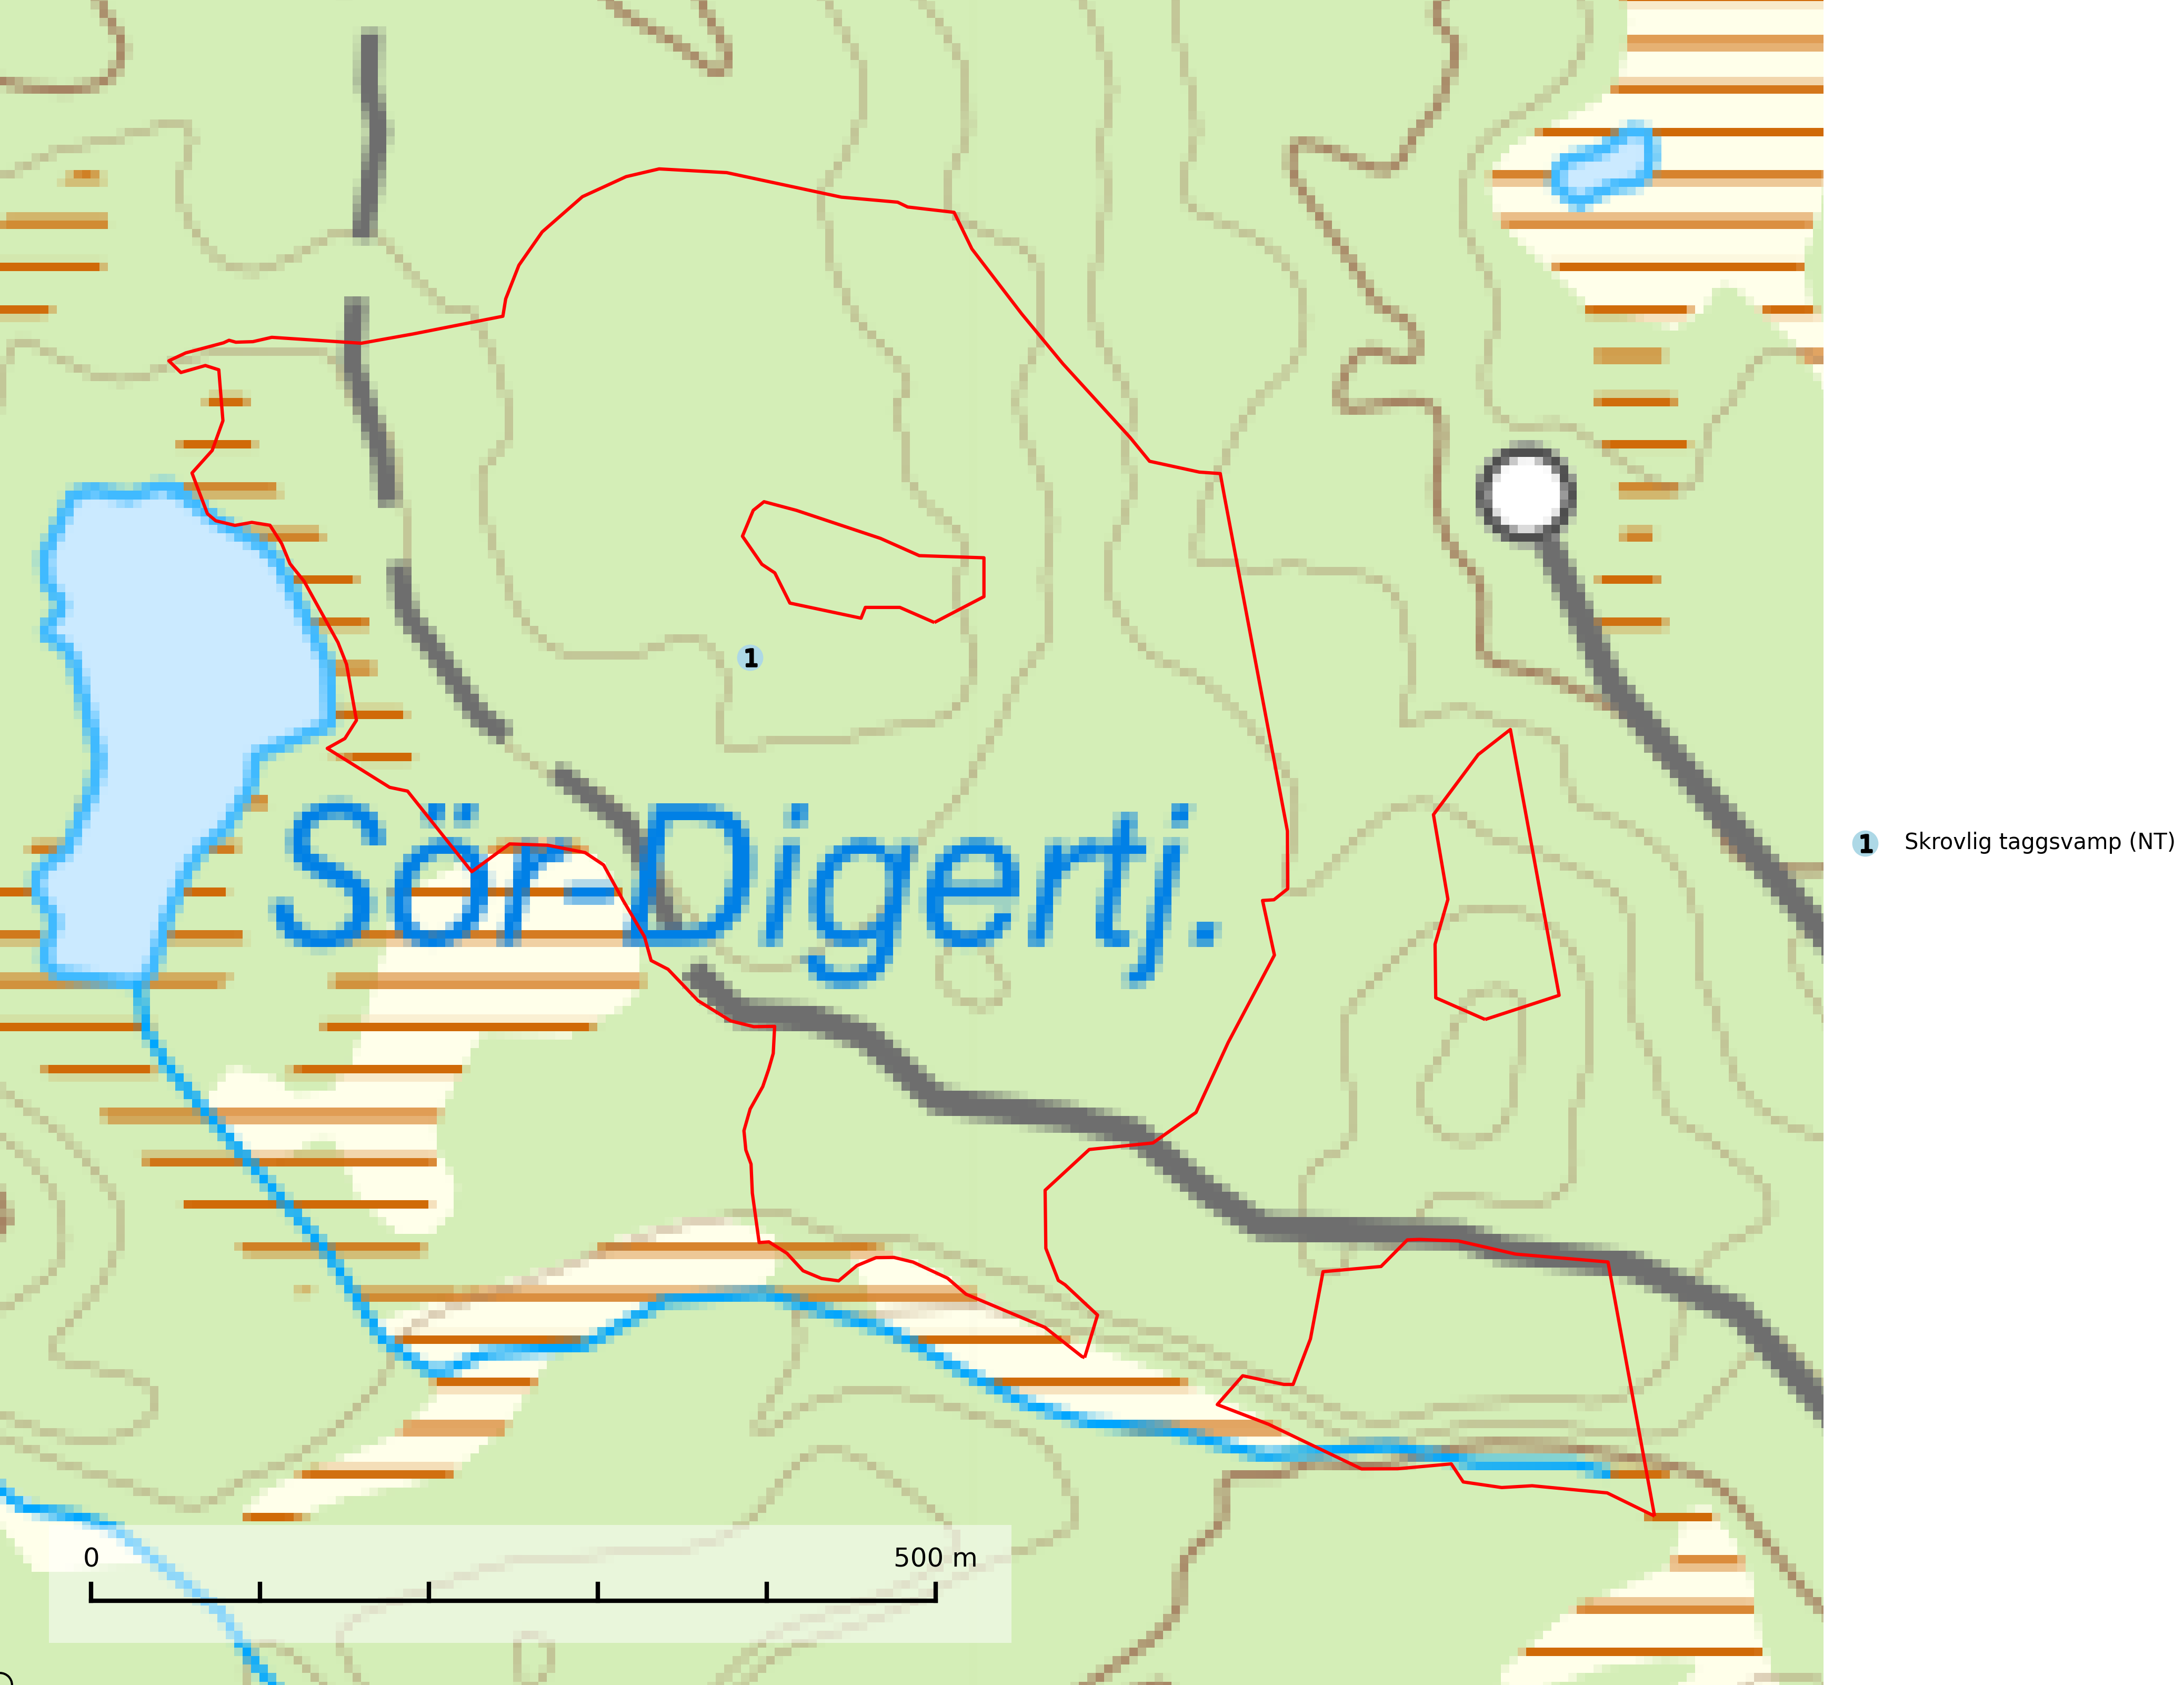 1
Sör-Digertj.
1 Skrovlig taggsvamp (NT)
0 500 m